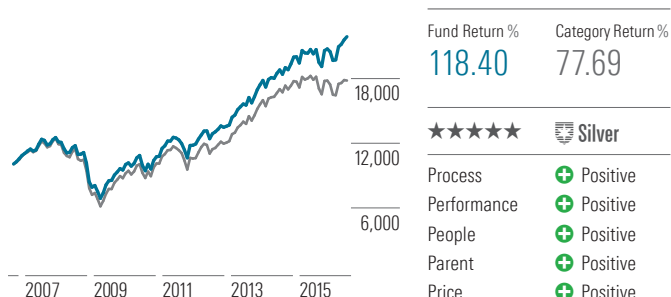 Fund Return %
Category Return %
118.40
77.69
18,000
12,000
6,000
2007
2009
2011
2013
2015
★★★★★
Silver
Process
Positive
Performance
Positive
People
Positive
Parent
Positive
Price
Positive